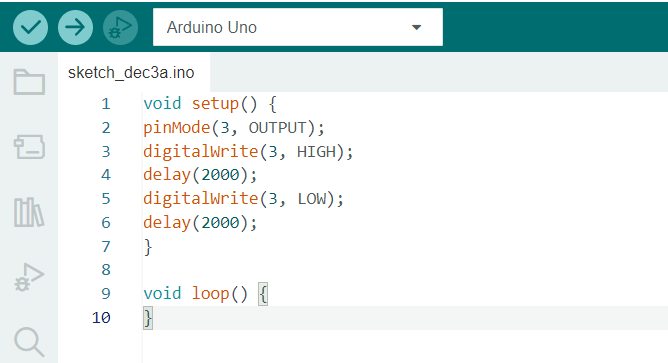 Arduino Uno
sketch_dec3a.ino
1 void setup() {
2 pinMode(3, OUTPUT);
3 digitalWrite(3, HIGH);
4 delay(2000);
5 digitalWrite(3, LOW);
6 delay(2000);
7 }
8
9 void loop() {
10 }